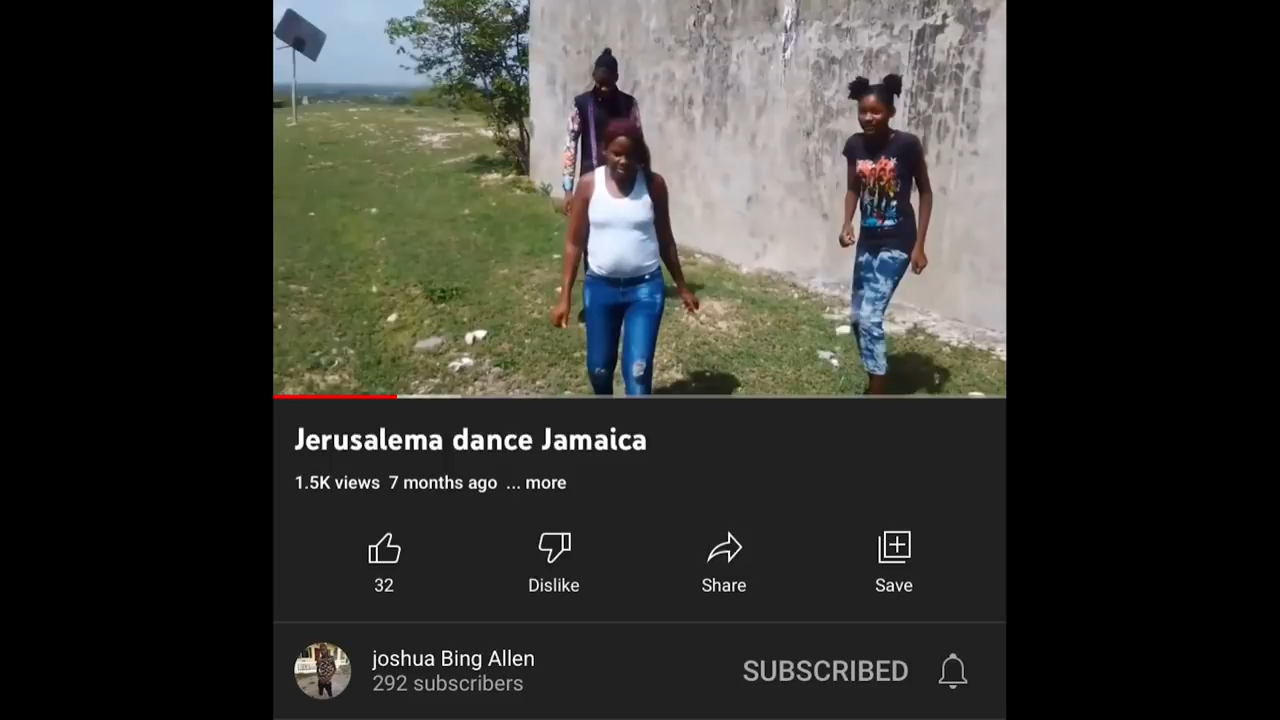 Jerusalema dance Jamaica
1.5K views 7 months ago ... more
32 Dislike Share Save
joshua Bing Allen
292 subscribers
SUBSCRIBED